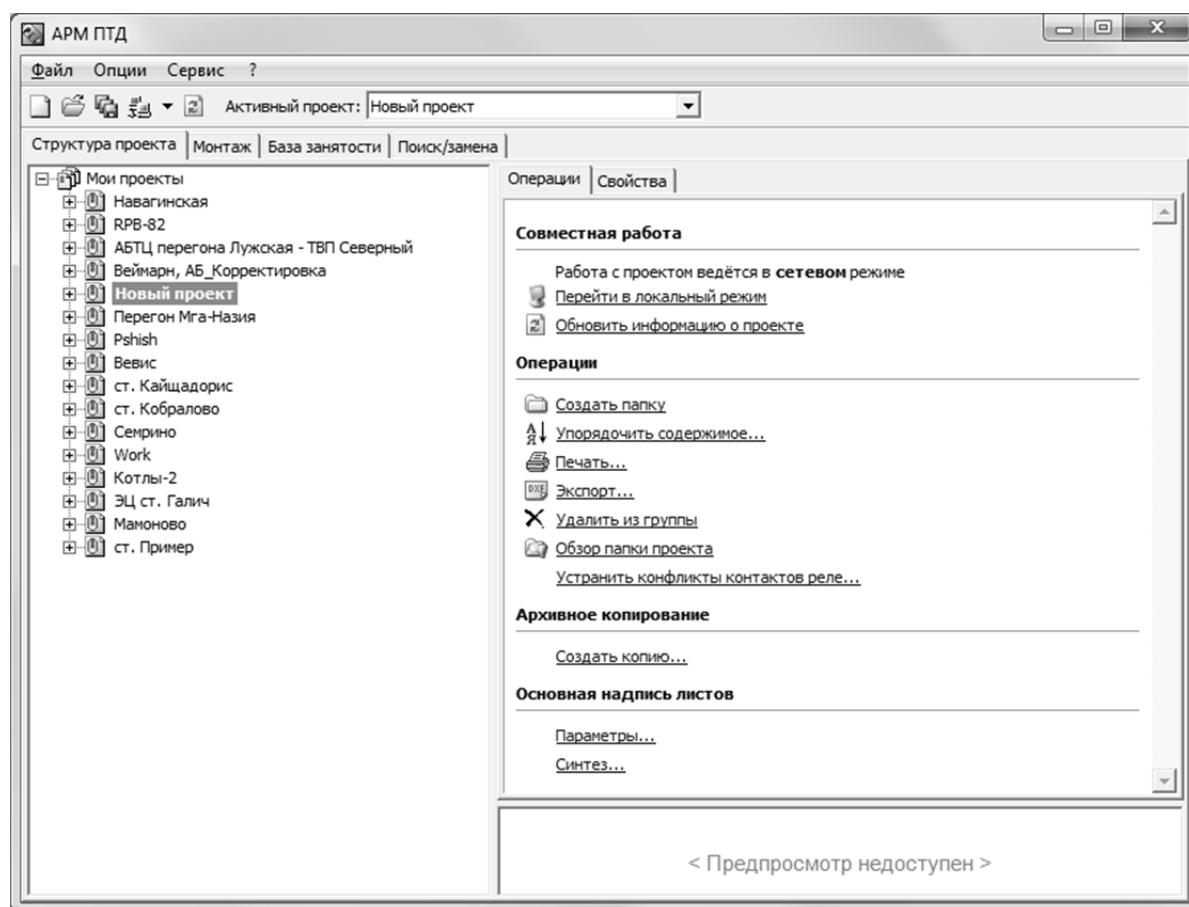 АРМ ПТД
Файл Опции Сервис ?
Активный проект: Новый проект
Структура проекта Монтаж База занятости Поиск/замена
Мои проекты
Навагинская
RPB-82
АБТЦ перегона Лужская - ТВП Северный
Веймарн, АБ_Корректировка
Новый проект
Перегон Мга-Назия
Pshish
Вевис
ст. Кайщадорис
ст. Кобралово
Семрино
Work
Котлы-2
ЭЦ ст. Галич
Мамоново
ст. Пример
Операции Свойства
Совместная работа
Работа с проектом ведётся в сетевом режиме
Перейти в локальный режим
Обновить информацию о проекте
Операции
Создать папку
Упорядочить содержимое...
Печать...
DXF Экспорт...
Удалить из группы
Обзор папки проекта
Устранить конфликты контактов реле...
Архивное копирование
Создать копию...
Основная надпись листов
Параметры...
Синтез...
< Предпросмотр недоступен >